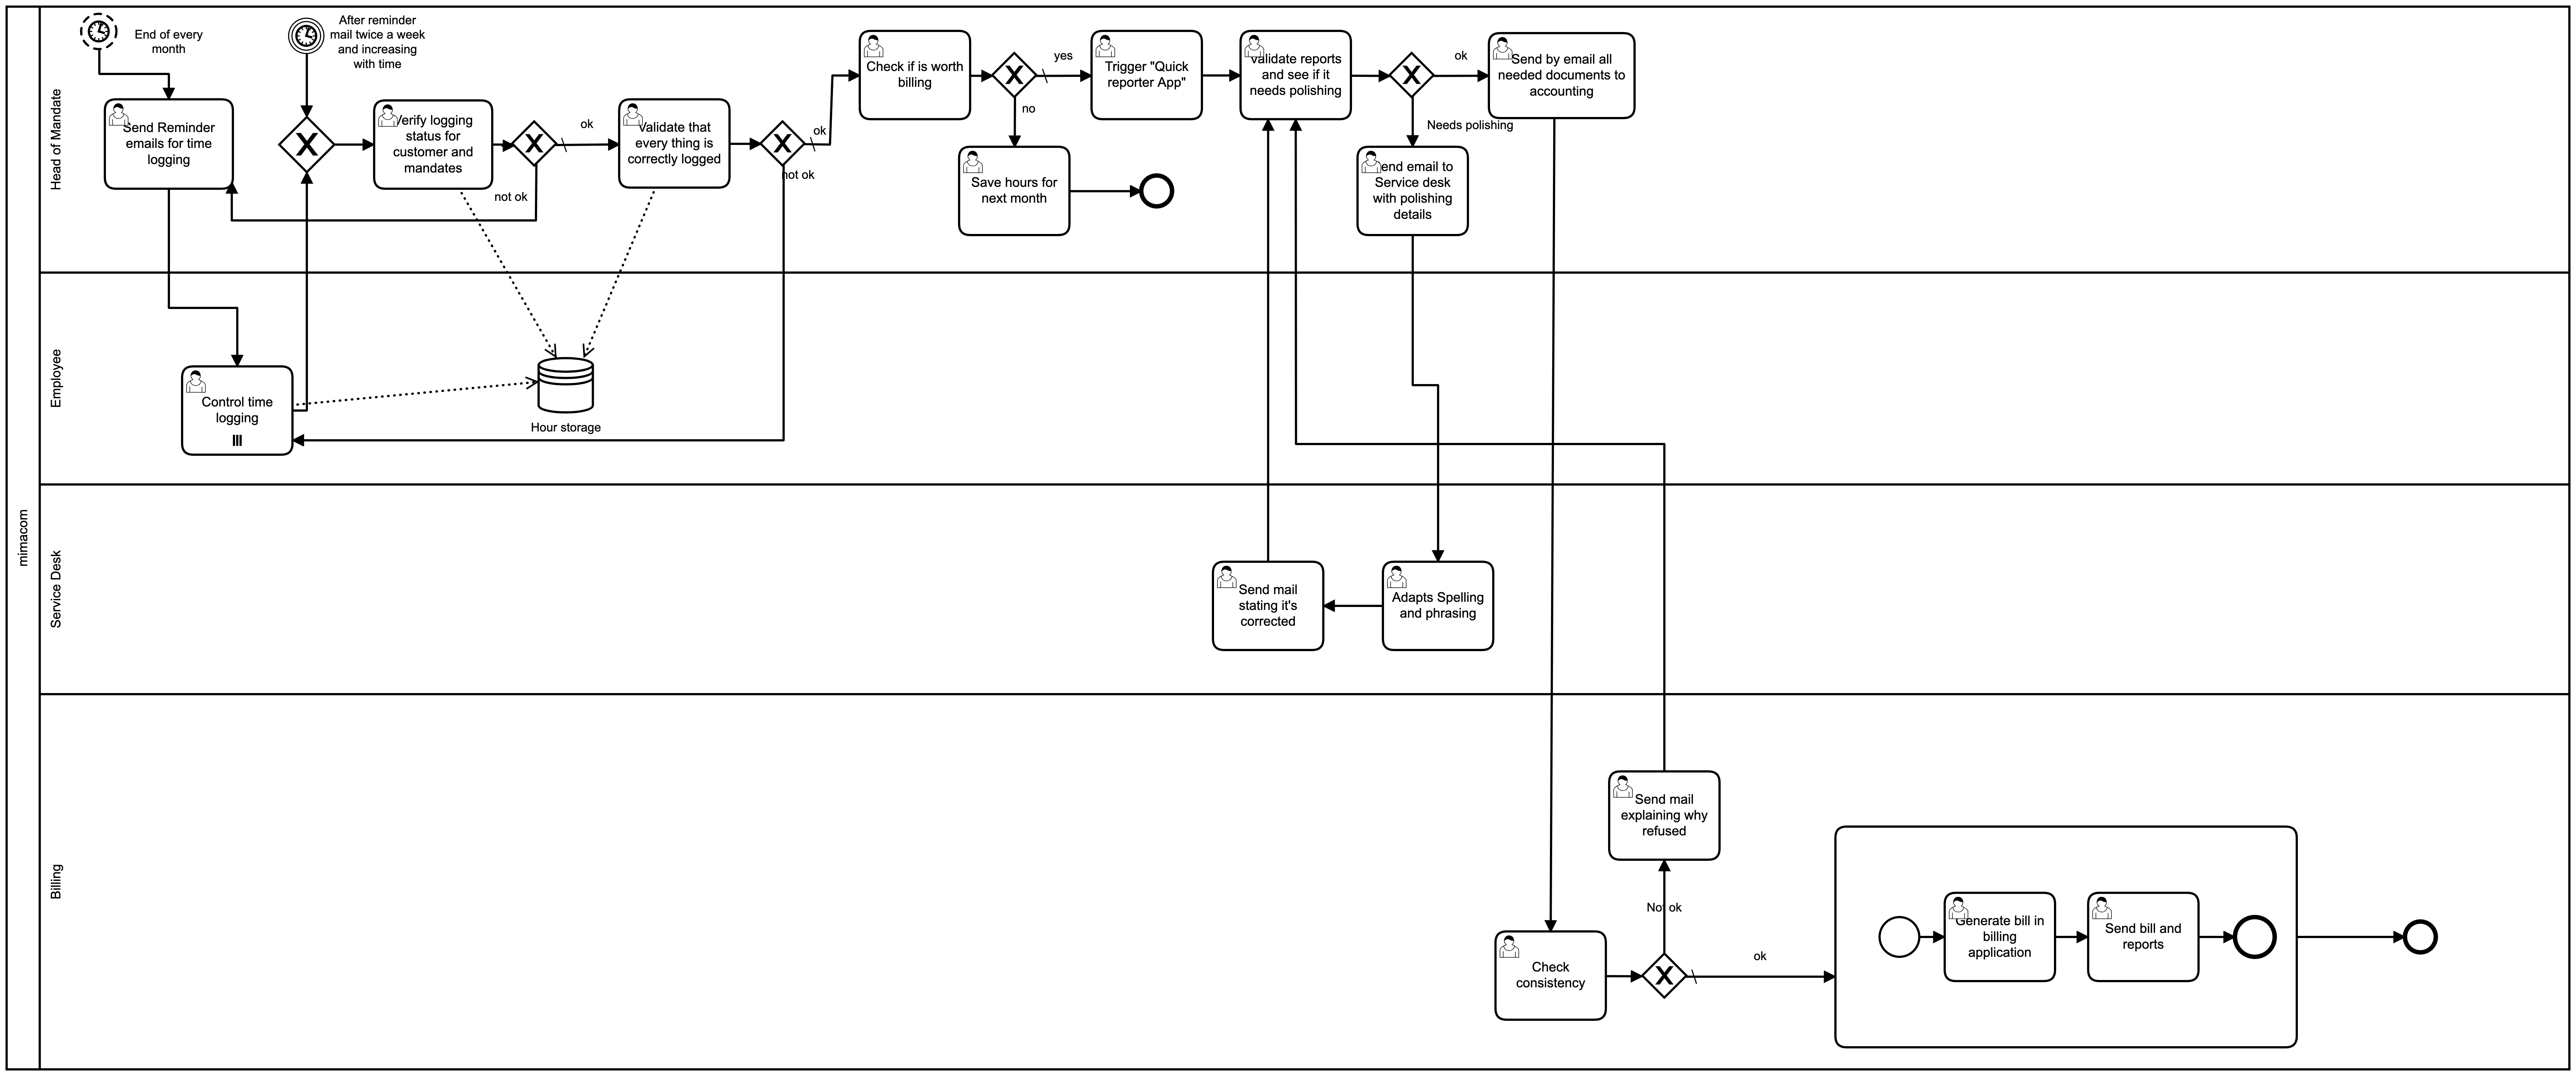 mimacom
Head of Mandate
End of every
month
After reminder
mail twice a week
and increasing
with time
Send Reminder
emails for time
logging
Verify logging
status for
customer and
mandates
ok
not ok
Validate that
every thing is
correctly logged
ok
not ok
Check if is worth
billing
yes
no
Save hours for
next month
Trigger "Quick
reporter App"
Validate reports
and see if it
needs polishing
ok
Needs polishing
Send by email all
needed documents to
accounting
Send email to
Service desk
with polishing
details
Employee
Control time
logging
Hour storage
Service Desk
Send mail
stating it's
corrected
Adapts Spelling
and phrasing
Billing
Send mail
explaining why
refused
Not ok
Check
consistency
ok
Generate bill in
billing
application
Send bill and
reports